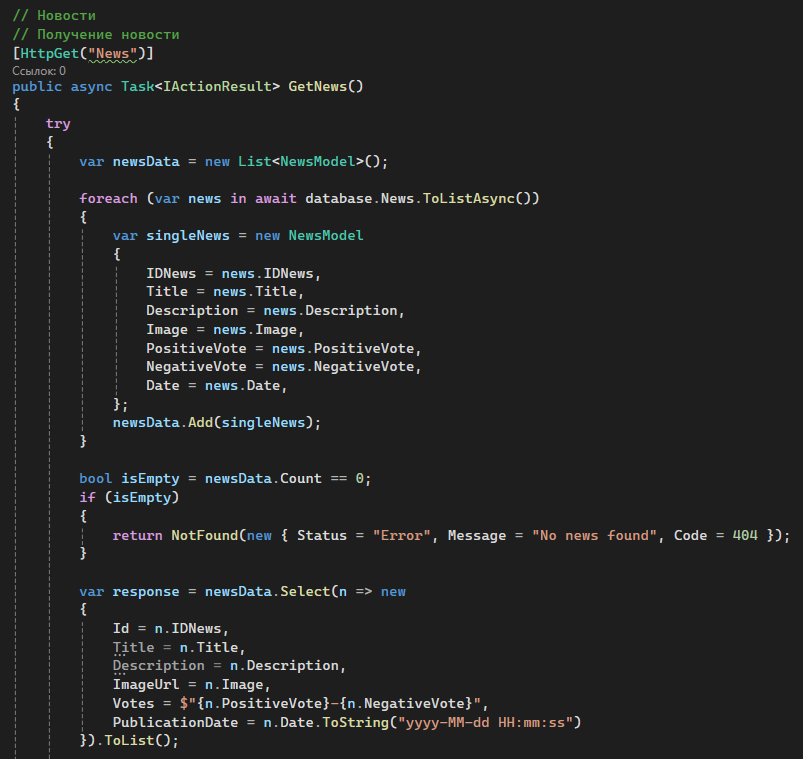 // Новости
// Получение новости
[HttpGet("News")]
Ссылок: 0
public async Task<IActionResult> GetNews()
{
try
{
var newsData = new List<NewsModel>();
foreach (var news in await database.News.ToListAsync())
{
var singleNews = new NewsModel
{
IDNews = news.IDNews,
Title = news.Title,
Description = news.Description,
Image = news.Image,
PositiveVote = news.PositiveVote,
NegativeVote = news.NegativeVote,
Date = news.Date,
};
newsData.Add(singleNews);
}
bool isEmpty = newsData.Count == 0;
if (isEmpty)
{
return NotFound(new { Status = "Error", Message = "No news found", Code = 404 });
}
var response = newsData.Select(n => new
{
Id = n.IDNews,
Title = n.Title,
Description = n.Description,
ImageUrl = n.Image,
Votes = $"{n.PositiveVote}-{n.NegativeVote}",
PublicationDate = n.Date.ToString("yyyy-MM-dd HH:mm:ss")
}).ToList();